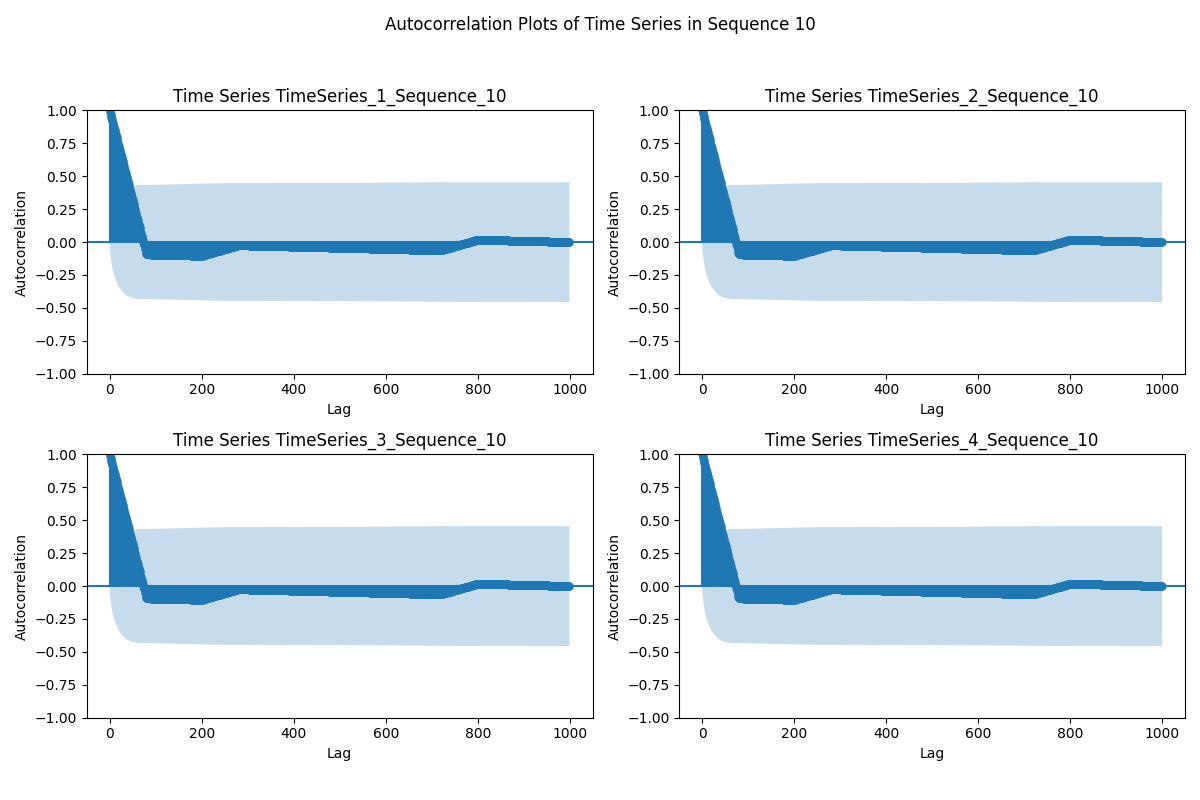 Autocorrelation Plots of Time Series in Sequence 10
Time Series TimeSeries_1_Sequence_10
1.00
0.75
0.50
0.25
0.00
−0.25
−0.50
−0.75
−1.00
Autocorrelation
0 200 400 600 800 1000
Lag
Time Series TimeSeries_2_Sequence_10
1.00
0.75
0.50
0.25
0.00
−0.25
−0.50
−0.75
−1.00
Autocorrelation
0 200 400 600 800 1000
Lag
Time Series TimeSeries_3_Sequence_10
1.00
0.75
0.50
0.25
0.00
−0.25
−0.50
−0.75
−1.00
Autocorrelation
0 200 400 600 800 1000
Lag
Time Series TimeSeries_4_Sequence_10
1.00
0.75
0.50
0.25
0.00
−0.25
−0.50
−0.75
−1.00
Autocorrelation
0 200 400 600 800 1000
Lag